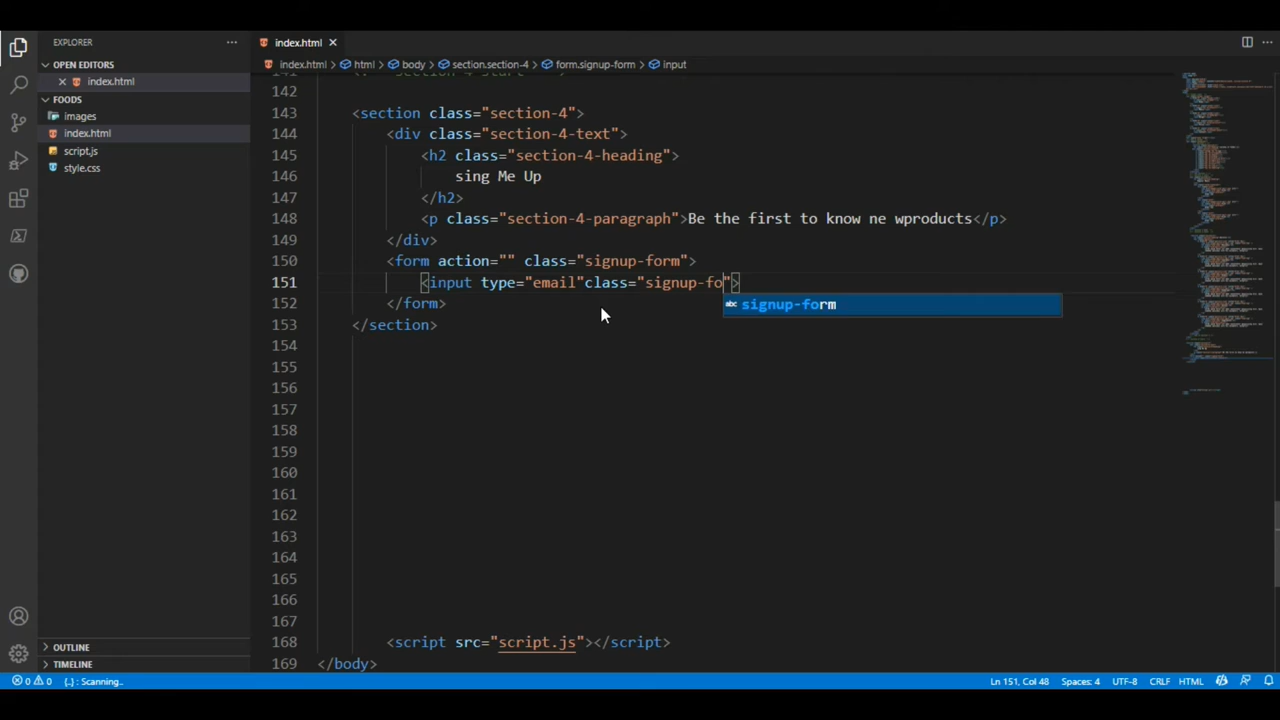 EXPLORER
OPEN EDITORS
index.html
FOODS
images
index.html
script.js
style.css
OUTLINE
TIMELINE
index.html
index.html html body section.section-4 form.signup-form input
142
143 <section class="section-4">
144 <div class="section-4-text">
145 <h2 class="section-4-heading">
146 sing Me Up
147 </h2>
148 <p class="section-4-paragraph">Be the first to know ne wproducts</p>
149 </div>
150 <form action="" class="signup-form">
151 <input type="email"class="signup-fo">
abc signup-form
152 </form>
153 </section>
154
155
156
157
158
159
160
161
162
163
164
165
166
167
168 <script src="script.js"></script>
169 </body>
0 0 {..} : Scanning.. Ln 151, Col 48 Spaces: 4 UTF-8 CRLF HTML